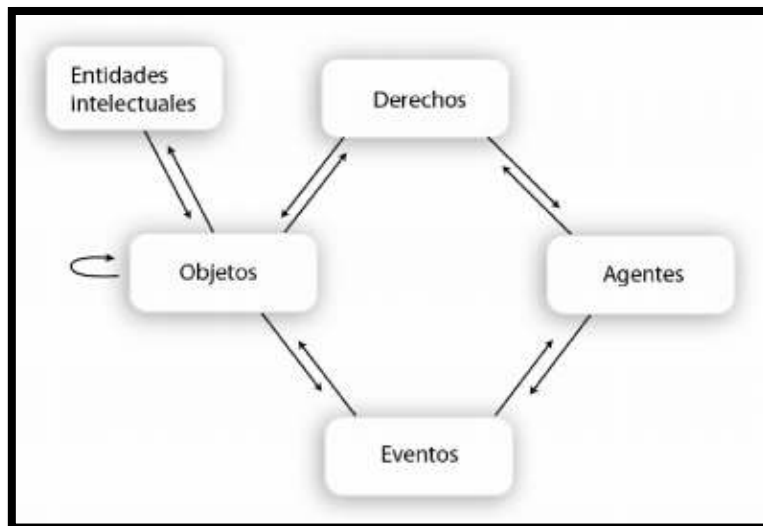 Entidades
intelectuales
Derechos
Objetos
Agentes
Eventos